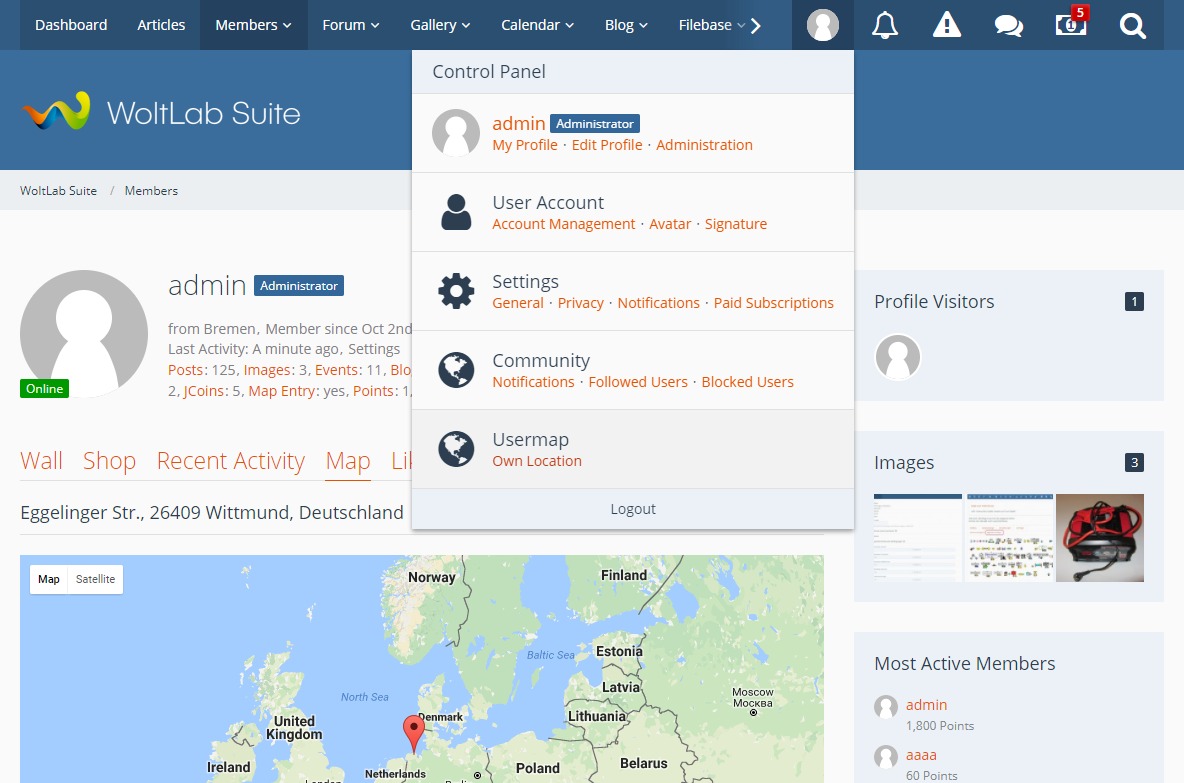 Dashboard Articles Members Forum Gallery Calendar Blog Filebase 5
Control Panel
WoltLab Suite
admin Administrator
My Profile · Edit Profile · Administration
WoltLab Suite / Members
User Account
Account Management · Avatar · Signature
Settings
General · Privacy · Notifications · Paid Subscriptions
Community
Notifications · Followed Users · Blocked Users
Usermap
Own Location
Logout
admin Administrator
from Bremen, Member since Oct 2nd
Last Activity: A minute ago, Settings
Posts: 125, Images: 3, Events: 11, Blo
2, JCoins: 5, Map Entry: yes, Points: 1,
Online
Wall Shop Recent Activity Map Li
Eggelinger Str., 26409 Wittmund, Deutschland
Map Satellite
Norway
Finland
Baltic Sea
Estonia
Latvia
Lithuania
Moscow
Москва
North Sea
Denmark
United
Kingdom
Ireland
Netherlands
Poland
Belarus
London
Profile Visitors 1
Images 3
Most Active Members
admin
1,800 Points
aaaa
60 Points